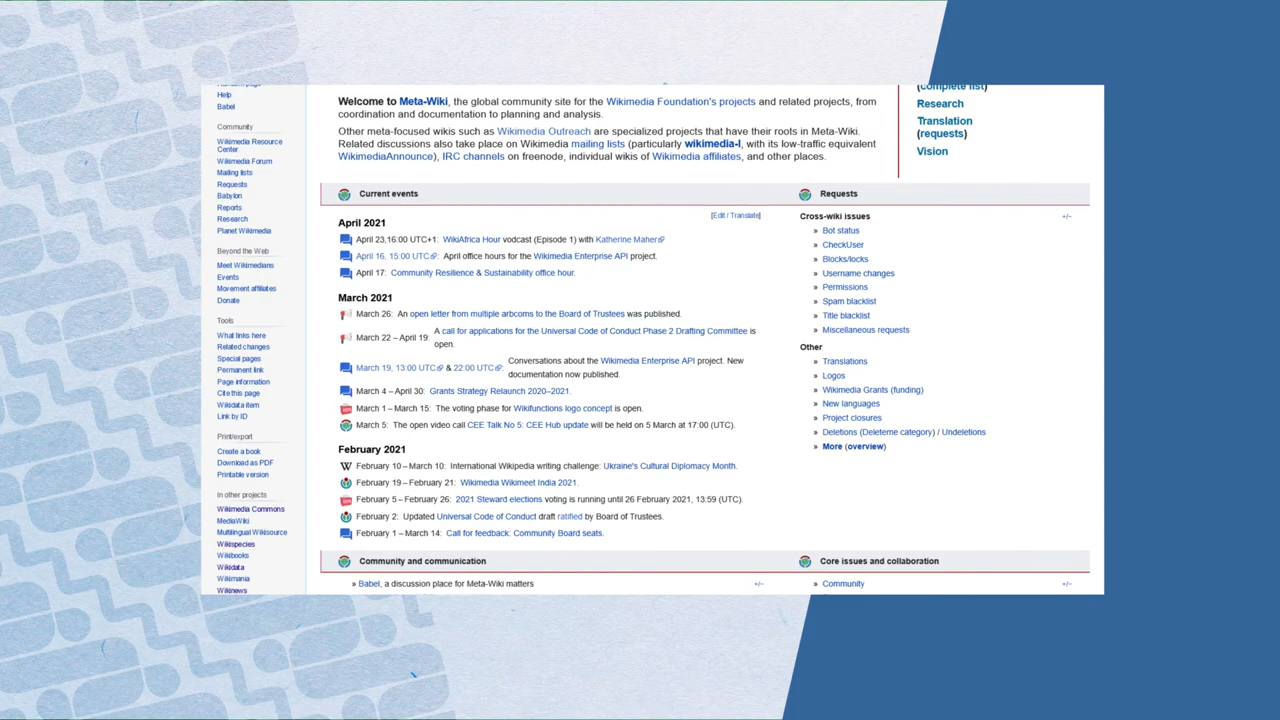 Help
Babel
Community
Wikimedia Resource
Center
Wikimedia Forum
Mailing lists
Requests
Babylon
Reports
Research
Planet Wikimedia
Beyond the Web
Meet Wikimedians
Events
Movement affiliates
Donate
Tools
What links here
Related changes
Special pages
Permanent link
Page information
Cite this page
Wikidata item
Link by ID
Print/export
Create a book
Download as PDF
Printable version
In other projects
Wikimedia Commons
MediaWiki
Multilingual Wikisource
Wikispecies
Wikibooks
Wikidata
Wikimania
Wikinews
Welcome to Meta-Wiki, the global community site for the Wikimedia Foundation's projects and related projects, from
coordination and documentation to planning and analysis.
Other meta-focused wikis such as Wikimedia Outreach are specialized projects that have their roots in Meta-Wiki.
Related discussions also take place on Wikimedia mailing lists (particularly wikimedia-l, with its low-traffic equivalent
WikimediaAnnounce), IRC channels on freenode, individual wikis of Wikimedia affiliates, and other places.
(complete list)
Research
Translation
(requests)
Vision
Current events
[Edit / Translate]
April 2021
April 23,16:00 UTC+1: WikiAfrica Hour vodcast (Episode 1) with Katherine Maher
April 16, 15:00 UTC: April office hours for the Wikimedia Enterprise API project.
April 17: Community Resilience & Sustainability office hour.
March 2021
March 26: An open letter from multiple arbcoms to the Board of Trustees was published.
March 22 – April 19: A call for applications for the Universal Code of Conduct Phase 2 Drafting Committee is
open.
March 19, 13:00 UTC & 22:00 UTC: Conversations about the Wikimedia Enterprise API project. New
documentation now published.
March 4 – April 30: Grants Strategy Relaunch 2020–2021.
March 1 – March 15: The voting phase for Wikifunctions logo concept is open.
March 5: The open video call CEE Talk No 5: CEE Hub update will be held on 5 March at 17:00 (UTC).
February 2021
February 10 – March 10: International Wikipedia writing challenge: Ukraine's Cultural Diplomacy Month.
February 19 – February 21: Wikimedia Wikimeet India 2021.
February 5 – February 26: 2021 Steward elections voting is running until 26 February 2021, 13:59 (UTC).
February 2: Updated Universal Code of Conduct draft ratified by Board of Trustees.
February 1 – March 14: Call for feedback: Community Board seats.
Requests
Cross-wiki issues
+/−
» Bot status
» CheckUser
» Blocks/locks
» Username changes
» Permissions
» Spam blacklist
» Title blacklist
» Miscellaneous requests
Other
» Translations
» Logos
» Wikimedia Grants (funding)
» New languages
» Project closures
» Deletions (Deleteme category) / Undeletions
» More (overview)
Community and communication
» Babel, a discussion place for Meta-Wiki matters
+/−
Core issues and collaboration
» Community
+/−